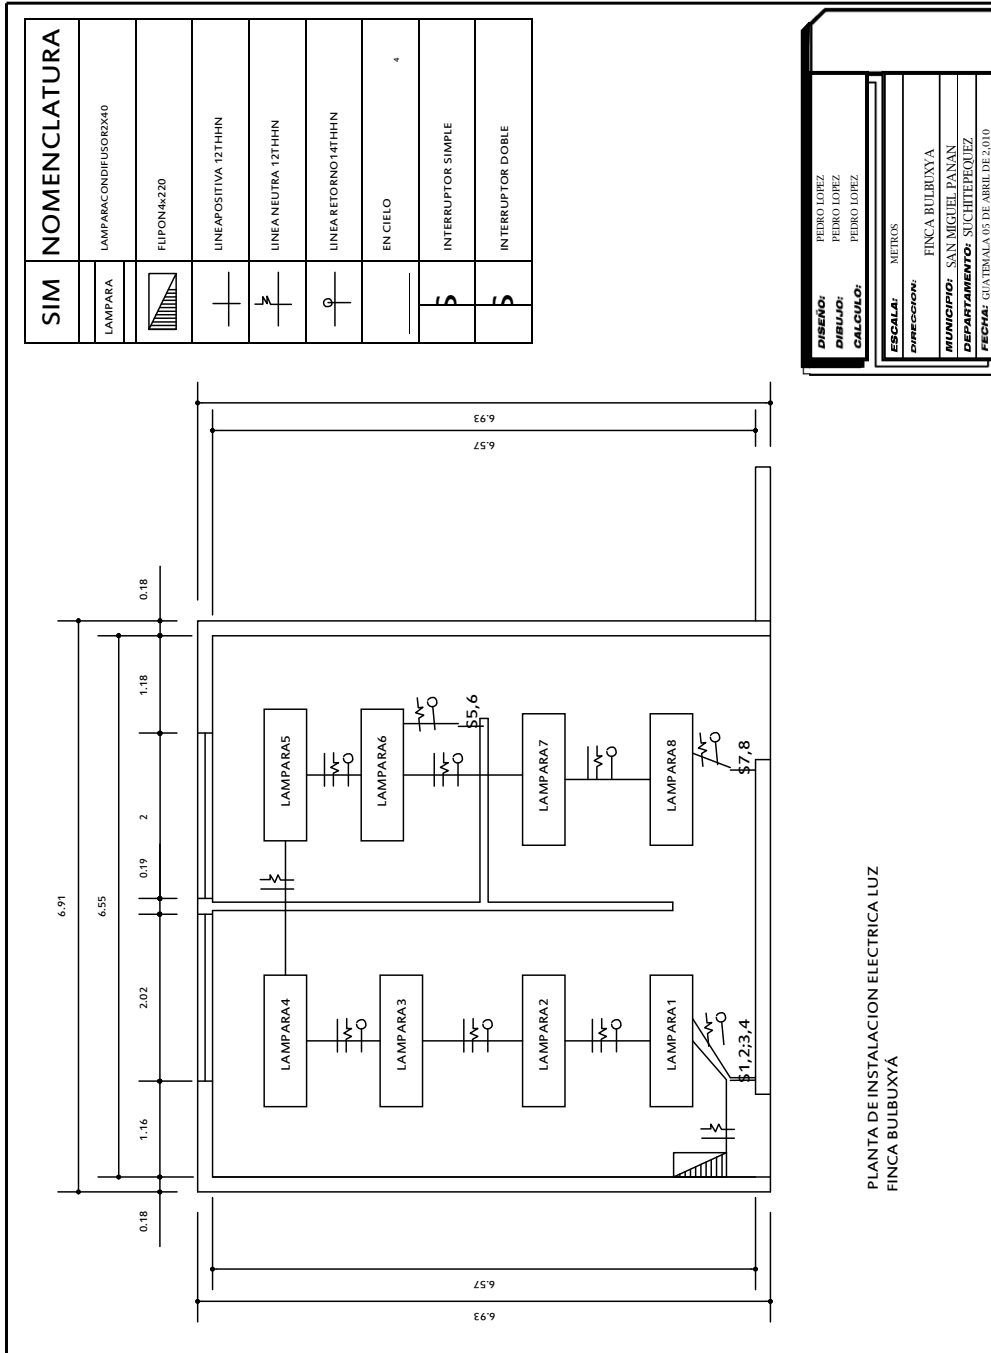 SIM NOMENCLATURA
LAMPARA LAMPARACONDIFUSOR2X40
FLIPON4x220
LINEAPOSITIVA 12THHN
LINEA NEUTRA 12THHN
LINEA RETORNO14THHN
EN CIELO 4
S INTERRUPTOR SIMPLE
S INTERRUPTOR DOBLE
DISEÑO: PEDRO LOPEZ
DIBUJO: PEDRO LOPEZ
CALCULO: PEDRO LOPEZ
ESCALA: METROS
DIRECCION: FINCA BULBUXYA
MUNICIPIO: SAN MIGUEL PANAN
DEPARTAMENTO: SUCHITEPEQUEZ
FECHA: GUATEMALA 05 DE ABRIL DE 2,010
6.93
6.57
6.91
6.55
0.18
1.16
2.02
0.19
2
1.18
0.18
LAMPARA5
LAMPARA6
S5,6
LAMPARA7
LAMPARA8
S7,8
LAMPARA4
LAMPARA3
LAMPARA2
LAMPARA1
S1,2;3,4
6.57
6.93
PLANTA DE INSTALACION ELECTRICA LUZ
FINCA BULBUXYÁ